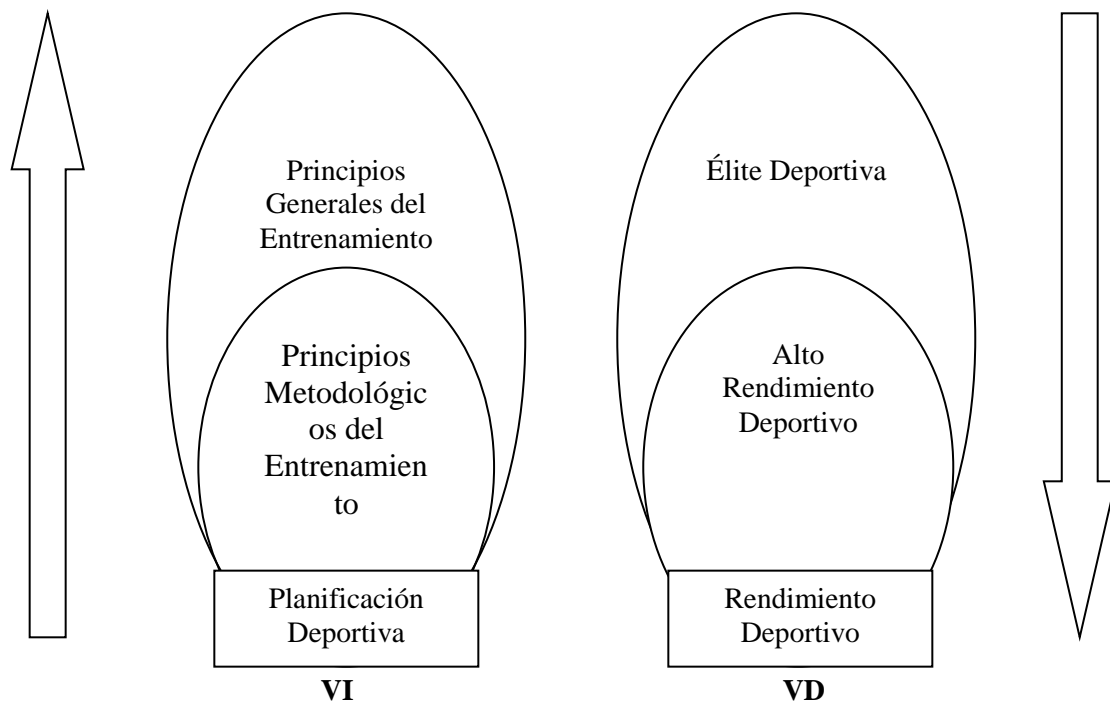 Principios
Generales del
Entrenamiento
Principios
Metodológic
os del
Entrenamien
to
Planificación
Deportiva
VI
Élite Deportiva
Alto
Rendimiento
Deportivo
Rendimiento
Deportivo
VD